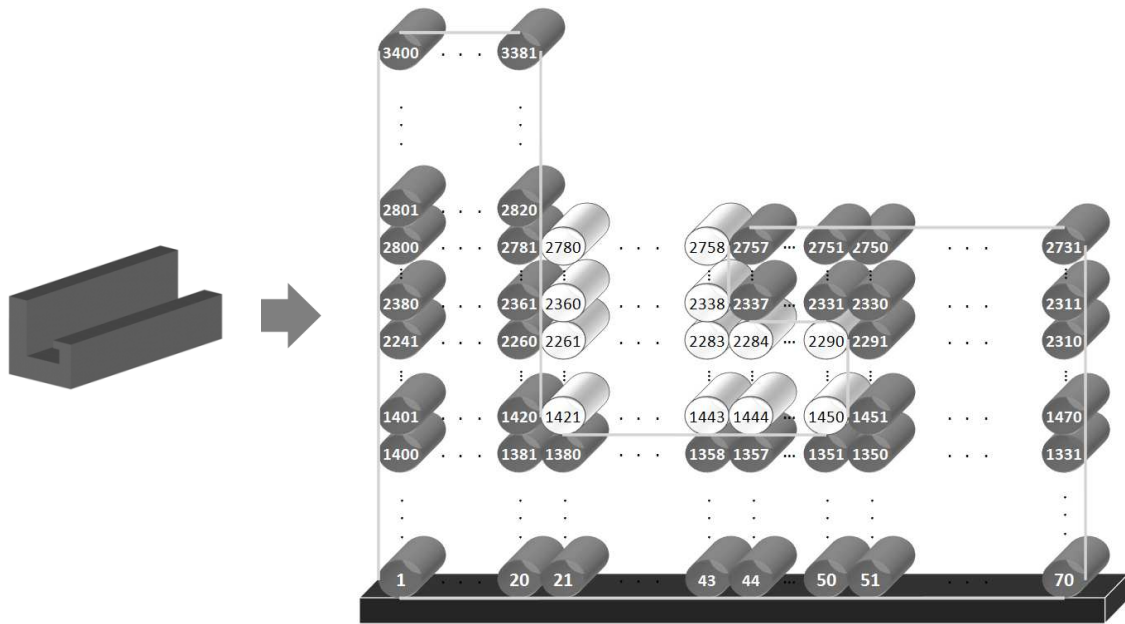 3400 . . . 3381
2801 . . . 2820
2800 . . . 2781 2780 . . . 2758 2757 ... 2751 2750 . . . 2731
2380 . . . 2361 2360 . . . 2338 2337 ... 2331 2330 . . . 2311
2241 . . . 2260 2261 . . . 2283 2284 ... 2290 2291 . . . 2310
1401 . . . 1420 1421 . . . 1443 1444 ... 1450 1451 . . . 1470
1400 . . . 1381 1380 . . . 1358 1357 ... 1351 1350 . . . 1331
1 . . . 20 21 . . . 43 44 ... 50 51 . . . 70